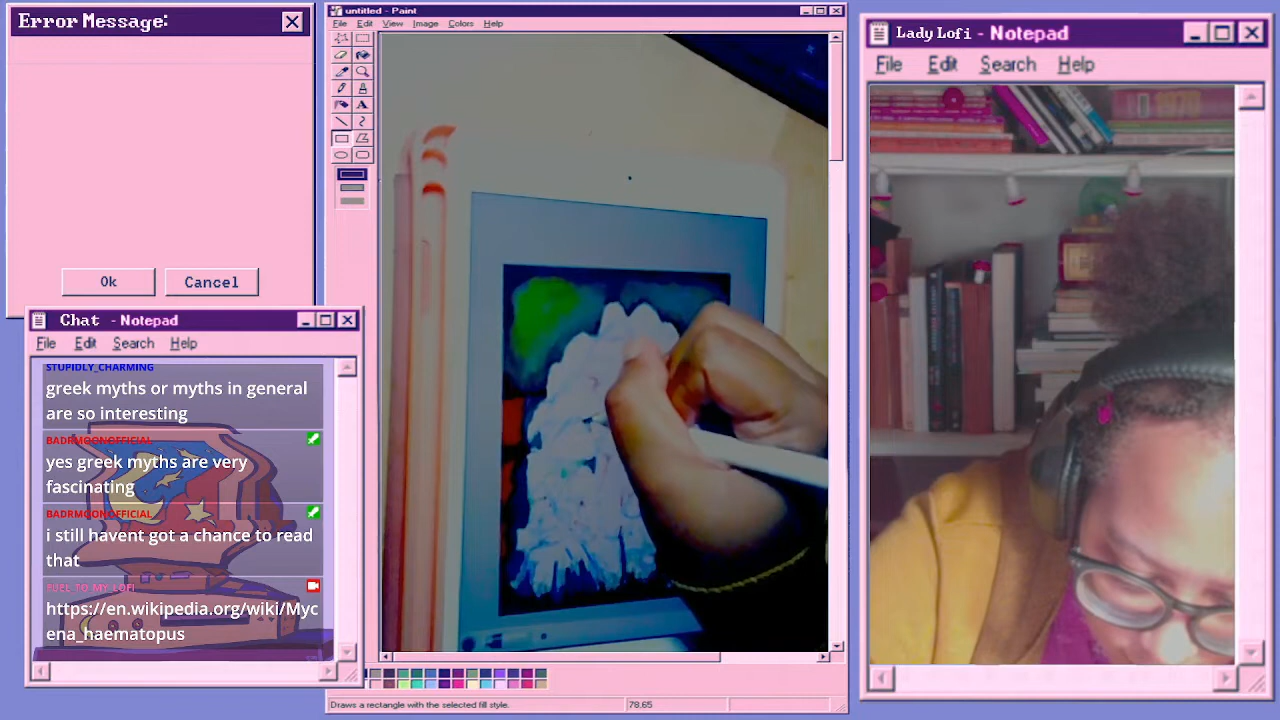 Error Message:
Ok
Cancel
Chat - Notepad
File Edit Search Help
STUPIDLY_CHARMING
greek myths or myths in general
are so interesting
BADRMOONOFFICIAL
yes greek myths are very
fascinating
BADRMOONOFFICIAL
i still havent got a chance to read
that
FUEL_TO_MY_LOFI
https://en.wikipedia.org/wiki/Myc
ena_haematopus
untitled - Paint
File Edit View Image Colors Help
A
Draws a rectangle with the selected fill style.
78.65
Lady Lofi - Notepad
File Edit Search Help